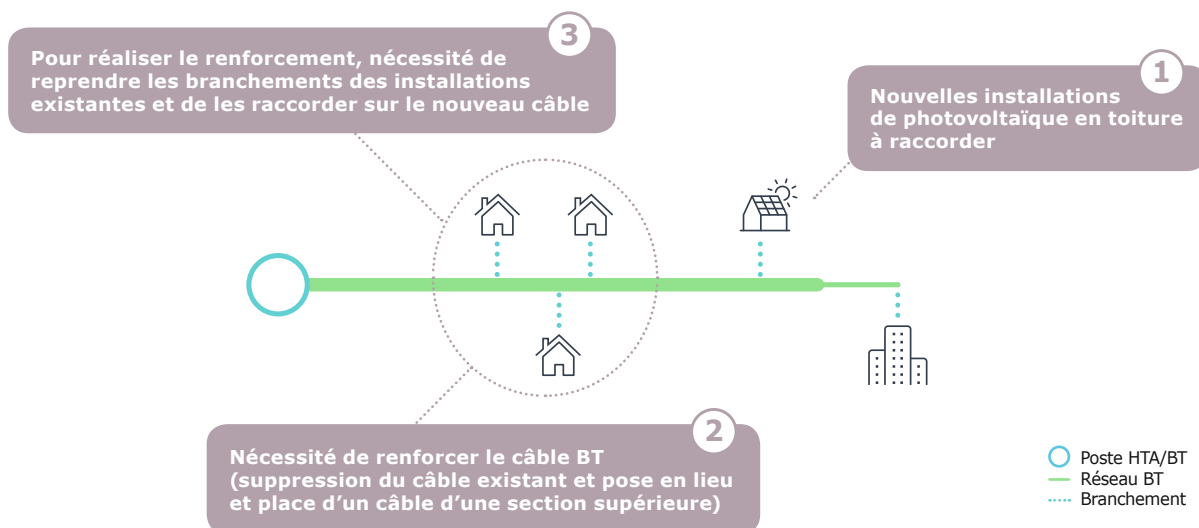 3
Pour réaliser le renforcement, nécessité de
reprendre les branchements des installations
existantes et de les raccorder sur le nouveau câble
1
Nouvelles installations
de photovoltaïque en toiture
à raccorder
2
Nécessité de renforcer le câble BT
(suppression du câble existant et pose en lieu
et place d’un câble d’une section supérieure)
Poste HTA/BT
Réseau BT
Branchement